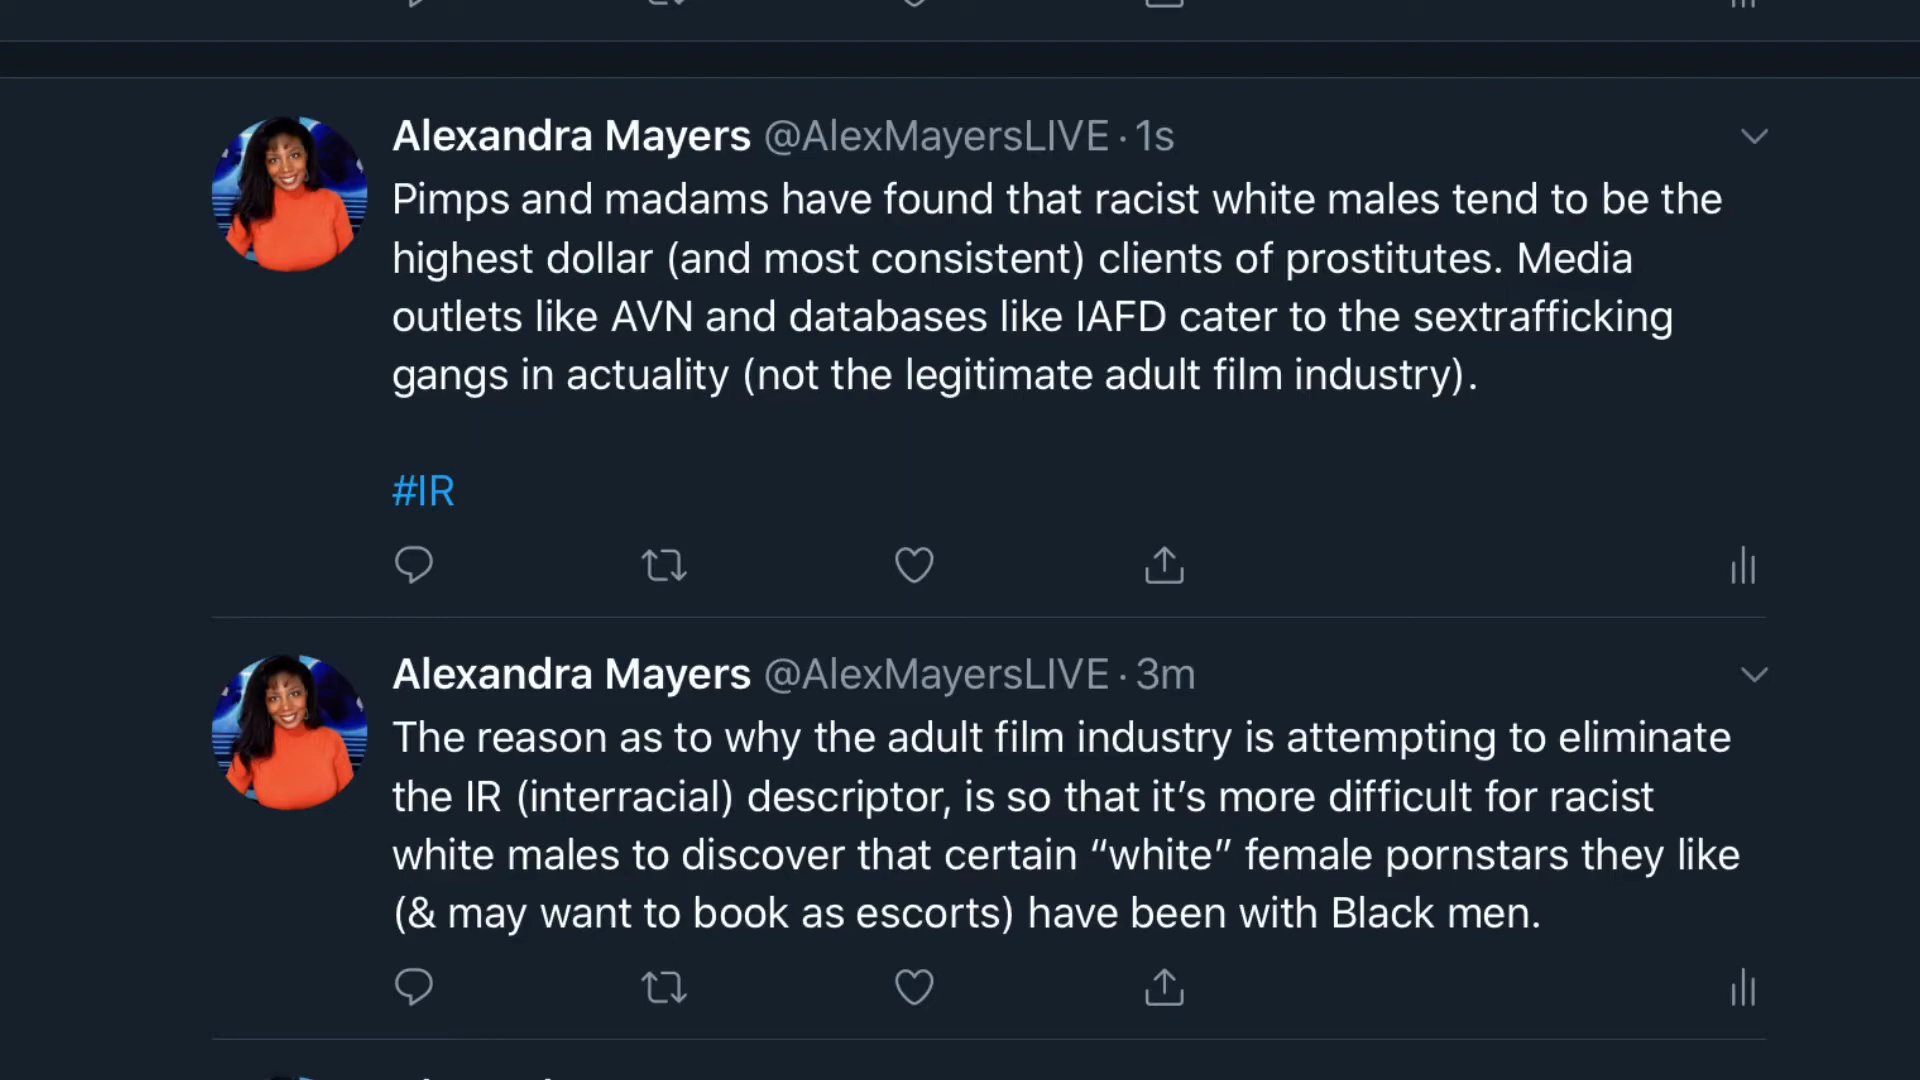 Alexandra Mayers @AlexMayersLIVE · 1s
Pimps and madams have found that racist white males tend to be the
highest dollar (and most consistent) clients of prostitutes. Media
outlets like AVN and databases like IAFD cater to the sextrafficking
gangs in actuality (not the legitimate adult film industry).
#IR
Alexandra Mayers @AlexMayersLIVE · 3m
The reason as to why the adult film industry is attempting to eliminate
the IR (interracial) descriptor, is so that it’s more difficult for racist
white males to discover that certain “white” female pornstars they like
(& may want to book as escorts) have been with Black men.